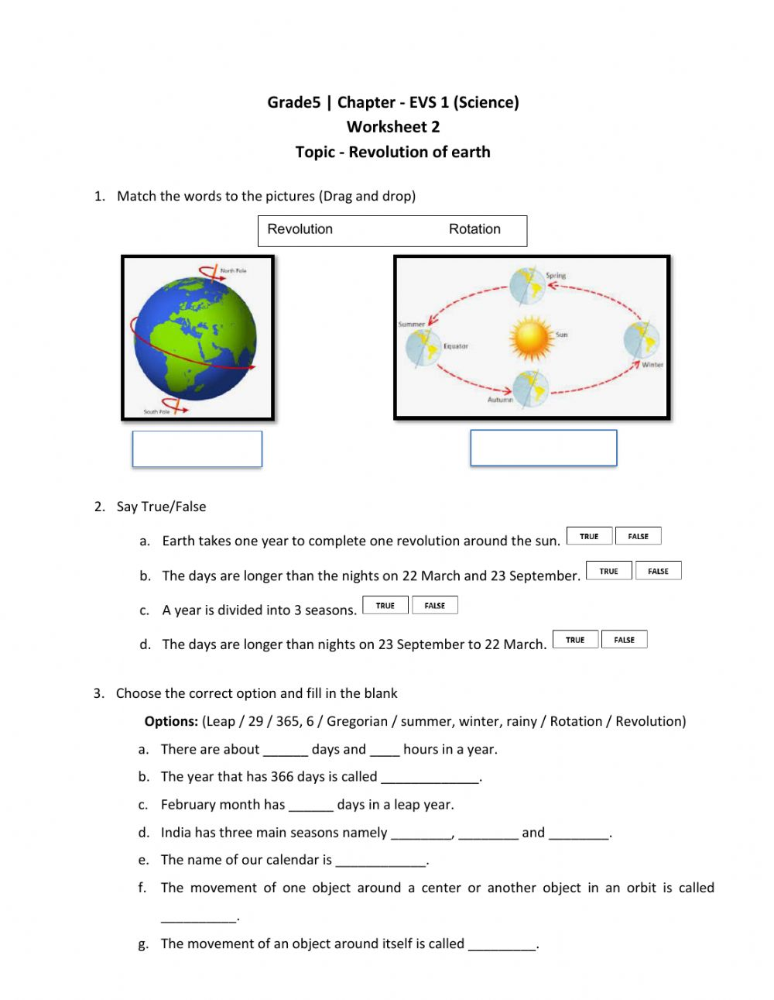 Grade5 | Chapter - EVS 1 (Science)
Worksheet 2
Topic - Revolution of earth
1. Match the words to the pictures (Drag and drop)
Revolution Rotation
North Pole
South Pole
Spring
Summer
Sun
Equator
Winter
Autumn
2. Say True/False
a. Earth takes one year to complete one revolution around the sun. TRUE FALSE
b. The days are longer than the nights on 22 March and 23 September. TRUE FALSE
c. A year is divided into 3 seasons. TRUE FALSE
d. The days are longer than nights on 23 September to 22 March. TRUE FALSE
3. Choose the correct option and fill in the blank
Options: (Leap / 29 / 365, 6 / Gregorian / summer, winter, rainy / Rotation / Revolution)
a. There are about ______ days and ____ hours in a year.
b. The year that has 366 days is called _____________.
c. February month has ______ days in a leap year.
d. India has three main seasons namely ________, ________ and ________.
e. The name of our calendar is ____________.
f. The movement of one object around a center or another object in an orbit is called
__________.
g. The movement of an object around itself is called _________.